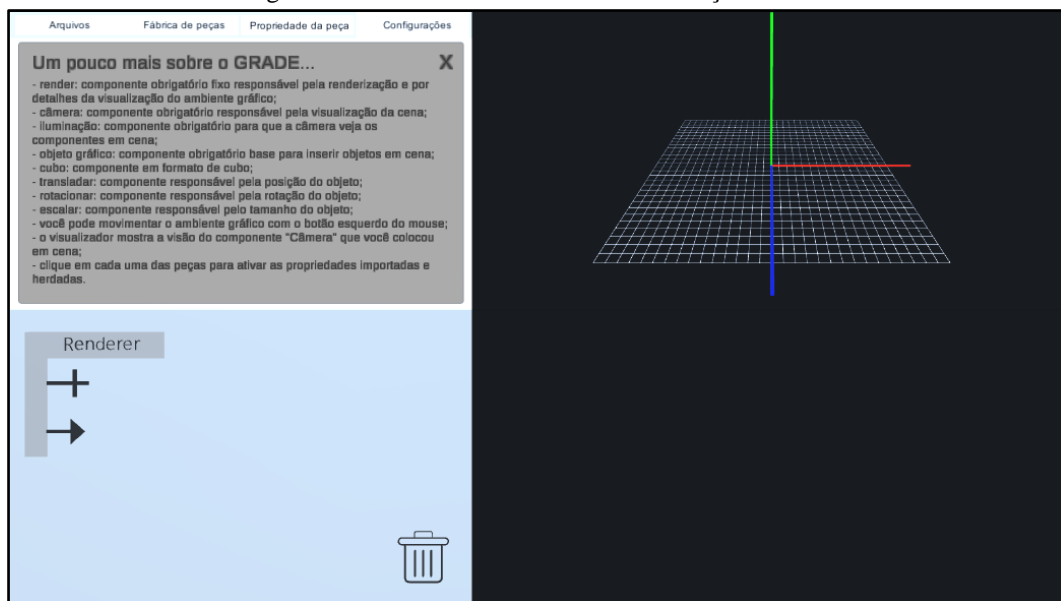 Arquivos
Fábrica de peças
Propriedade da peça
Configurações
Um pouco mais sobre o GRADE...
X
- render: componente obrigatório fixo responsável pela renderização e por
detalhes da visualização do ambiente gráfico;
- câmera: componente obrigatório responsável pela visualização da cena;
- iluminação: componente obrigatório para que a câmera veja os
componentes em cena;
- objeto gráfico: componente obrigatório base para inserir objetos em cena;
- cubo: componente em formato de cubo;
- transladar: componente responsável pela posição do objeto;
- rotacionar: componente responsável pela rotação do objeto;
- escalar: componente responsável pelo tamanho do objeto;
- você pode movimentar o ambiente gráfico com o botão esquerdo do mouse;
- o visualizador mostra a visão do componente "Câmera" que você colocou
em cena;
- clique em cada uma das peças para ativar as propriedades importadas e
herdadas.
Renderer